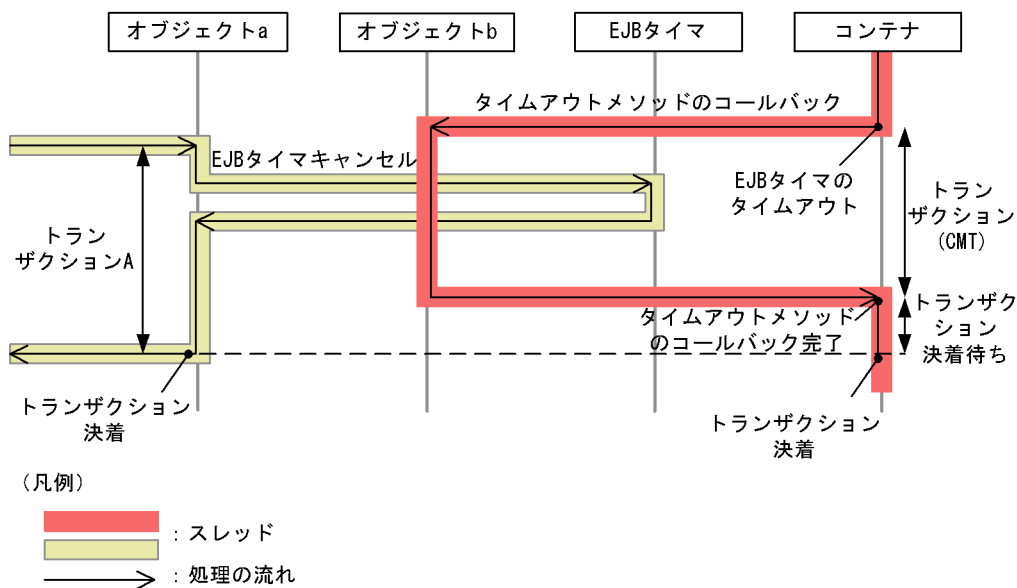 オブジェクトa
オブジェクトb
EJBタイマ
コンテナ
タイムアウトメソッドのコールバック
EJBタイマキャンセル
EJBタイマの
タイムアウト
トラン
ザクション
(CMT)
トラン
ザクションA
タイムアウトメソッド
のコールバック完了
トランザク
ション
決着待ち
トランザクション
決着
トランザクション
決着
(凡例)
：スレッド
：処理の流れ